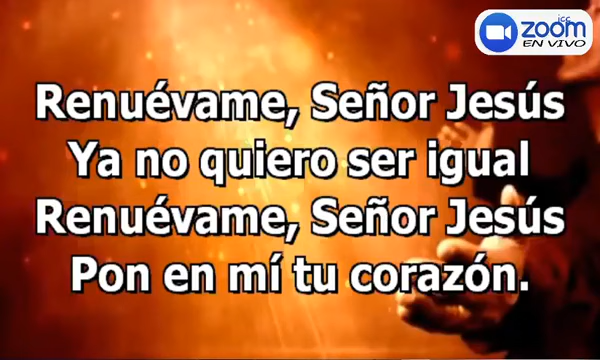 icc
zoom
EN VIVO
Renuévame, Señor Jesús
Ya no quiero ser igual
Renuévame, Señor Jesús
Pon en mí tu corazón.